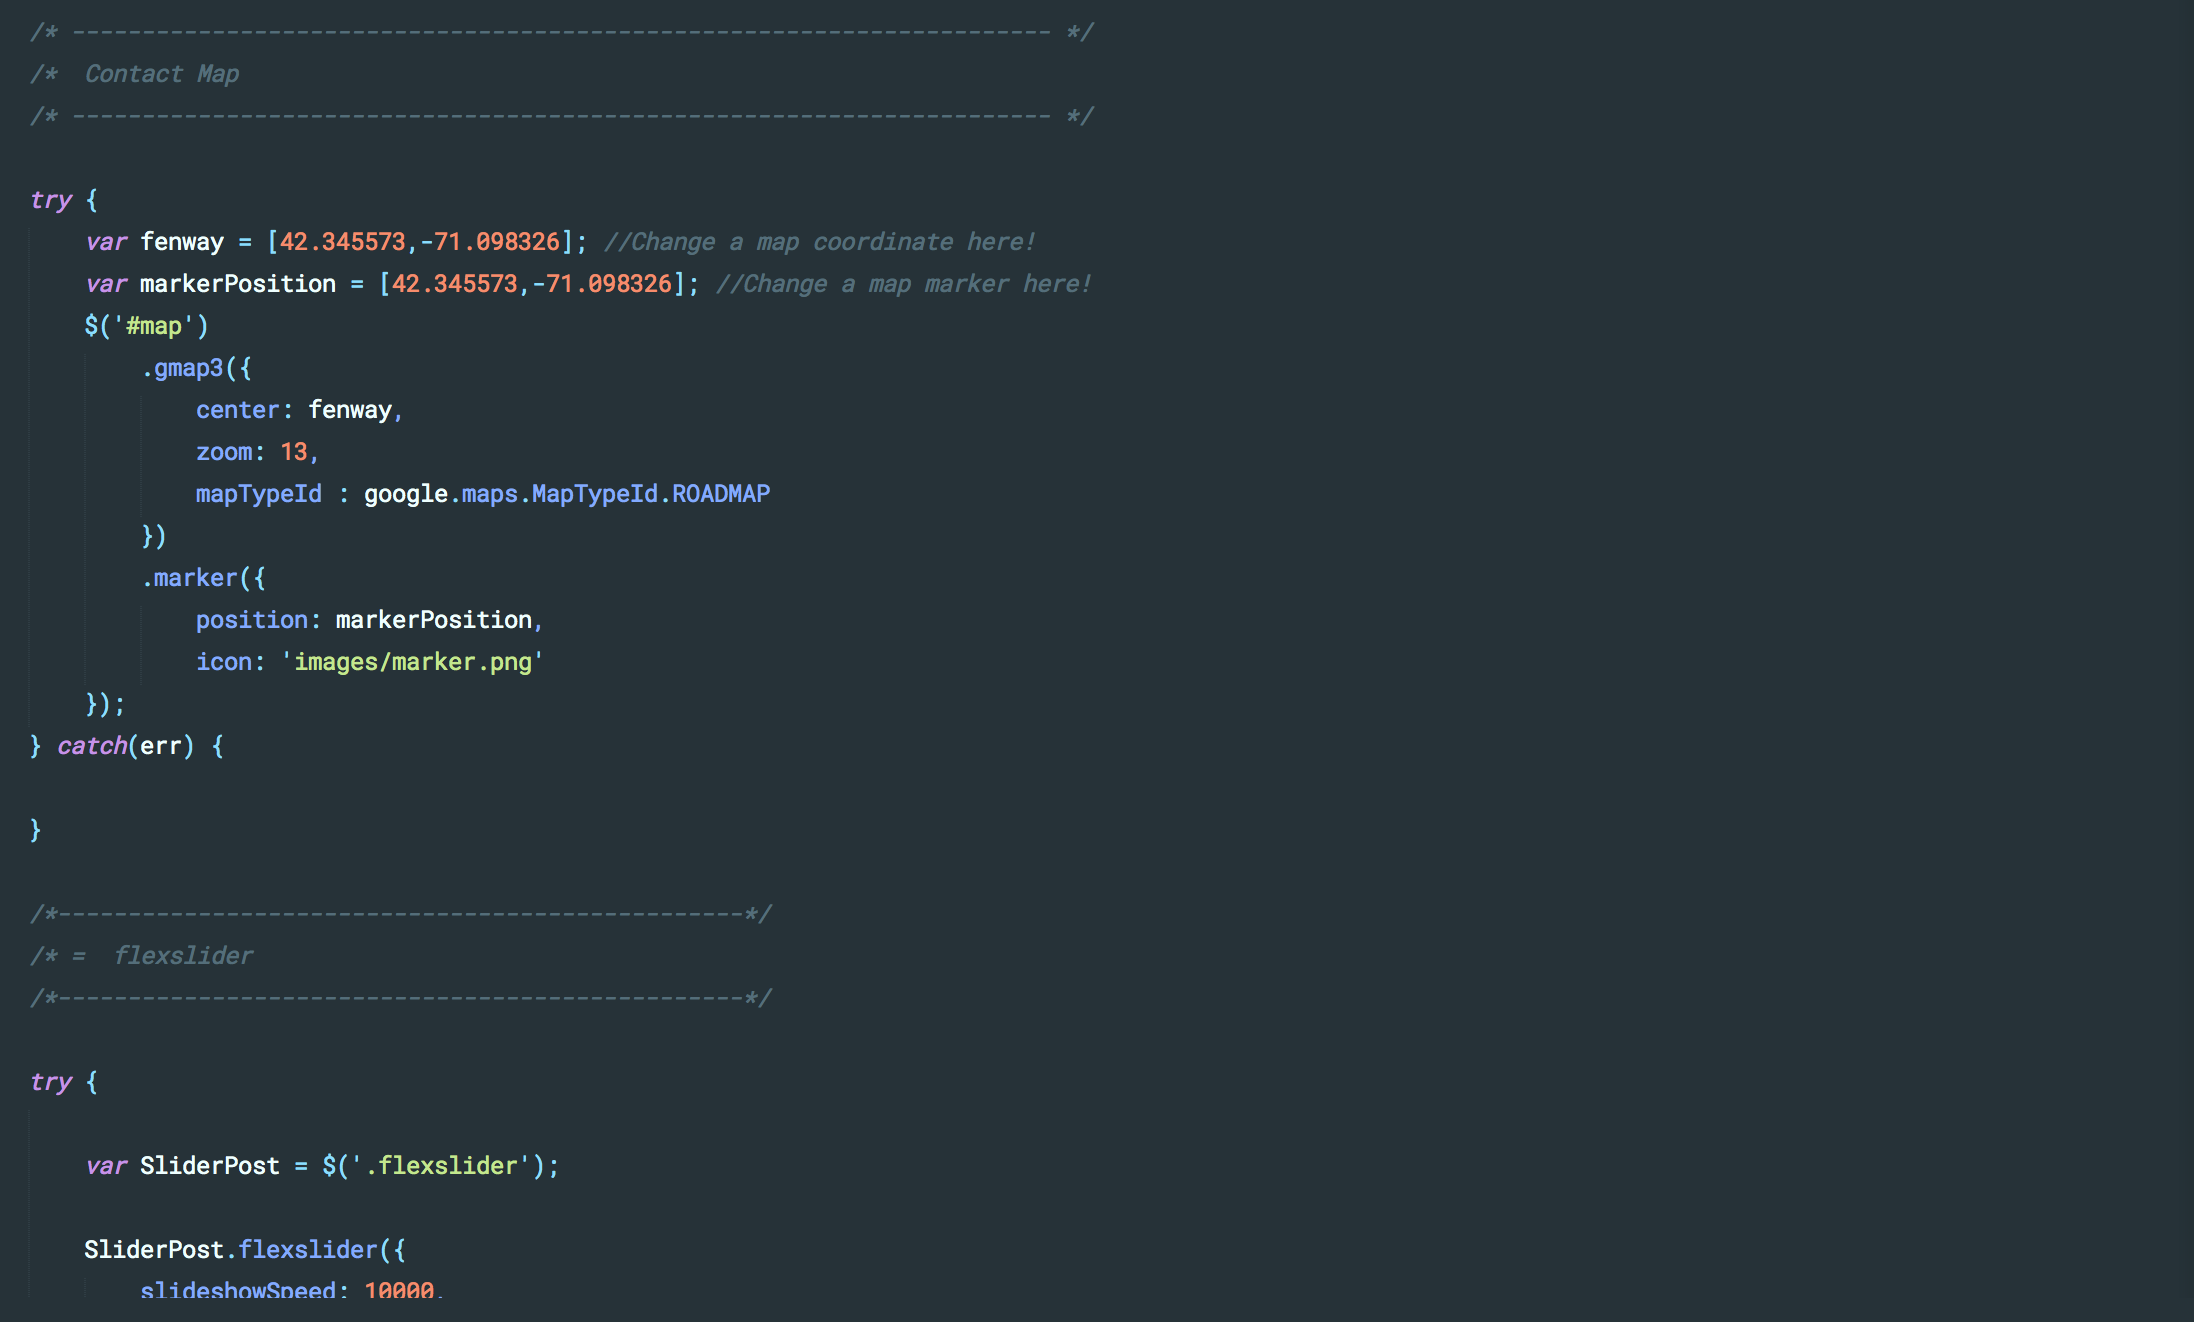 /* ---------------------------------------------------------------------- */
/*  Contact Map
/* ---------------------------------------------------------------------- */
try {
var fenway = [42.345573,-71.098326]; //Change a map coordinate here!
var markerPosition = [42.345573,-71.098326]; //Change a map marker here!
$('#map')
.gmap3({
center: fenway,
zoom: 13,
mapTypeId : google.maps.MapTypeId.ROADMAP
})
.marker({
position: markerPosition,
icon: 'images/marker.png'
});
} catch(err) {
}
/*-------------------------------------------------*/
/* =  flexslider
/*-------------------------------------------------*/
try {
var SliderPost = $('.flexslider');
SliderPost.flexslider({
slideshowSpeed: 10000,